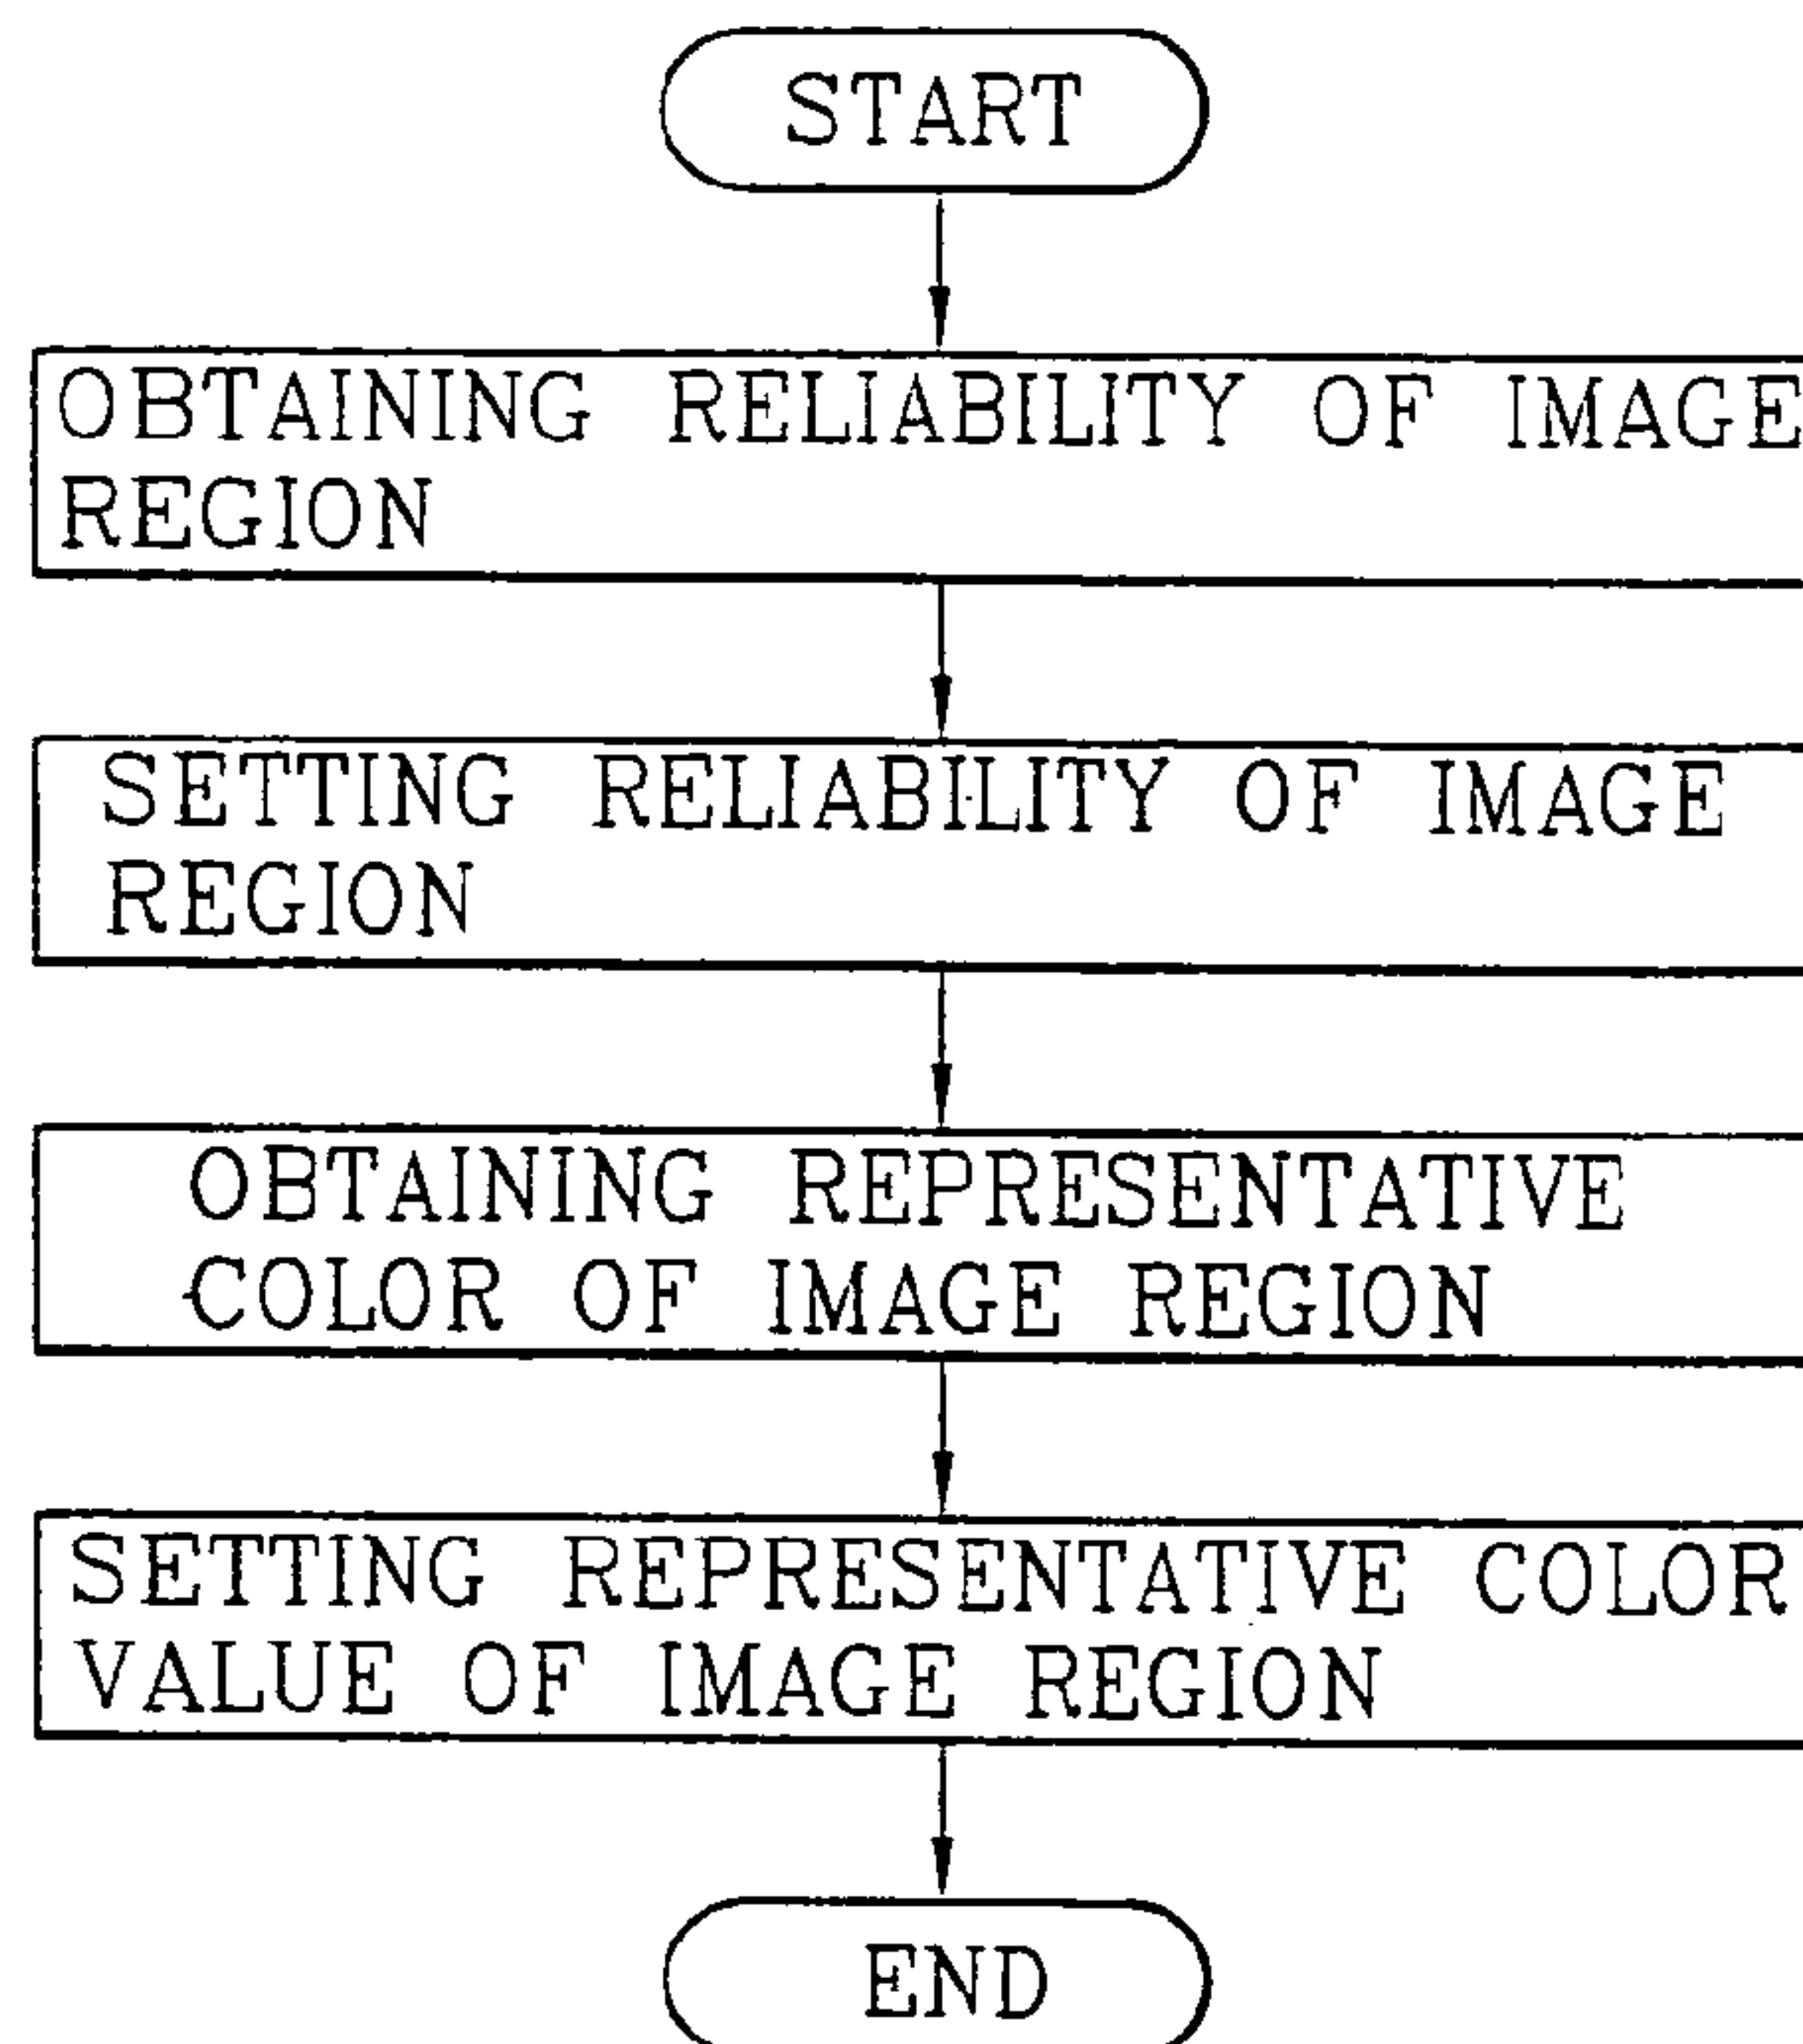 START
OBTAINING RELIABILITY OF IMAGE
REGION
SETTING RELIABILITY OF IMAGE
REGION
OBTAINING REPRESENTATIVE
COLOR OF IMAGE REGION
SETTING REPRESENTATIVE COLOR
VALUE OF IMAGE REGION
END